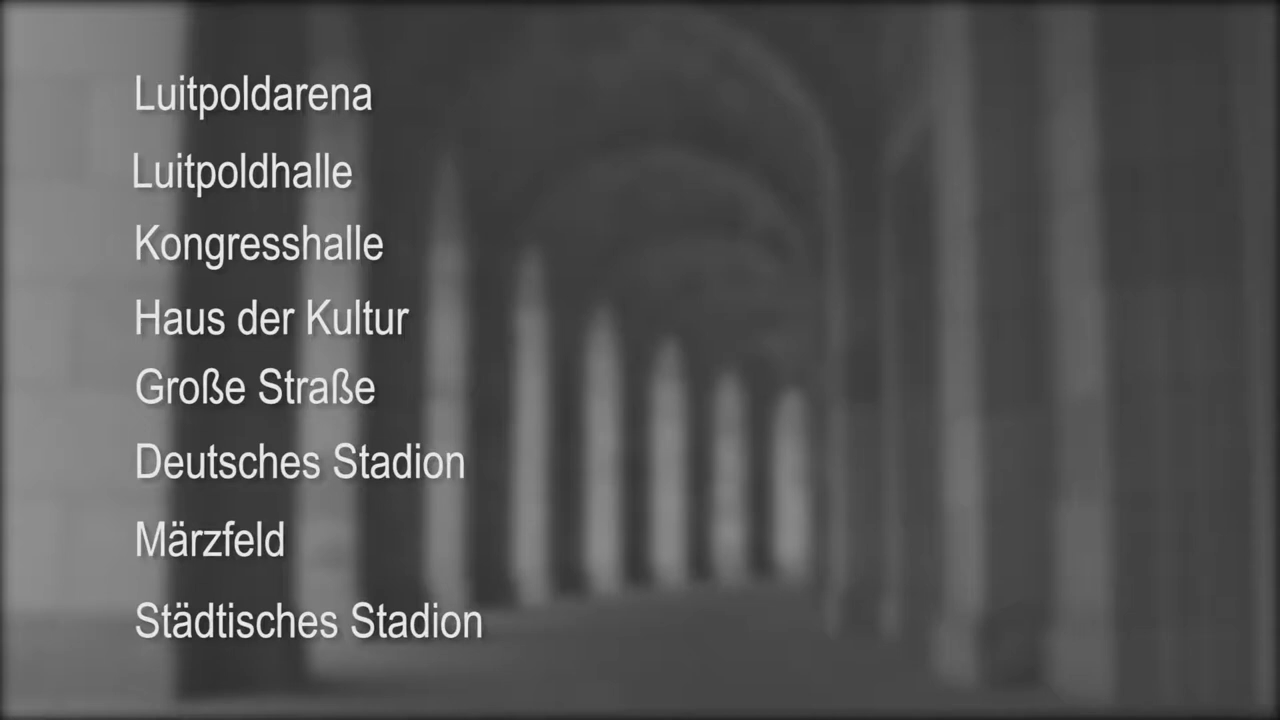 Luitpoldarena
Luitpoldhalle
Kongresshalle
Haus der Kultur
Große Straße
Deutsches Stadion
Märzfeld
Städtisches Stadion